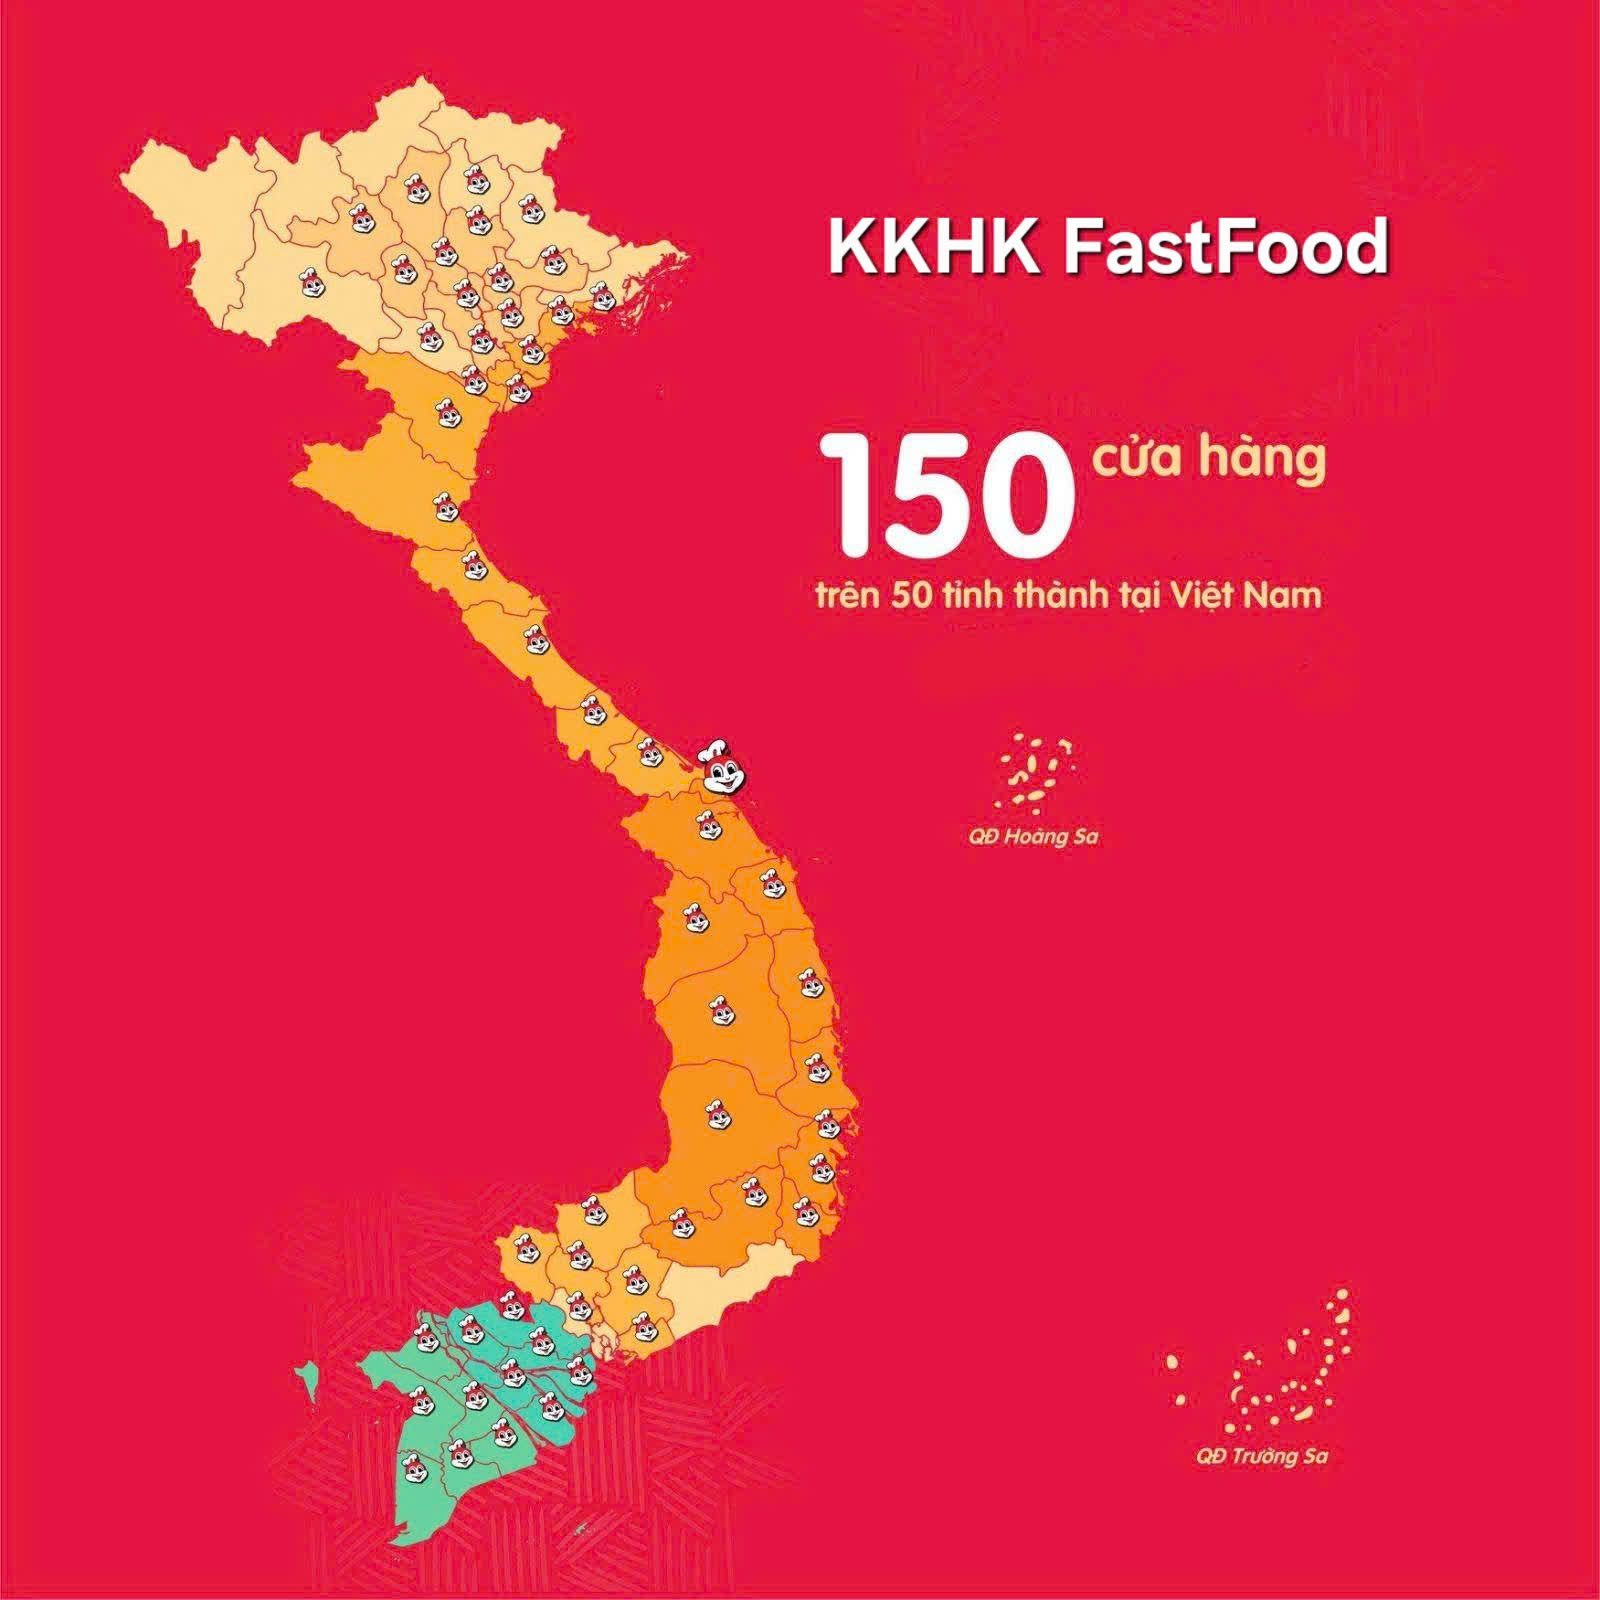 KKHK FastFood
150 cửa hàng
trên 50 tỉnh thành tại Việt Nam
QĐ Hoàng Sa
QĐ Trường Sa